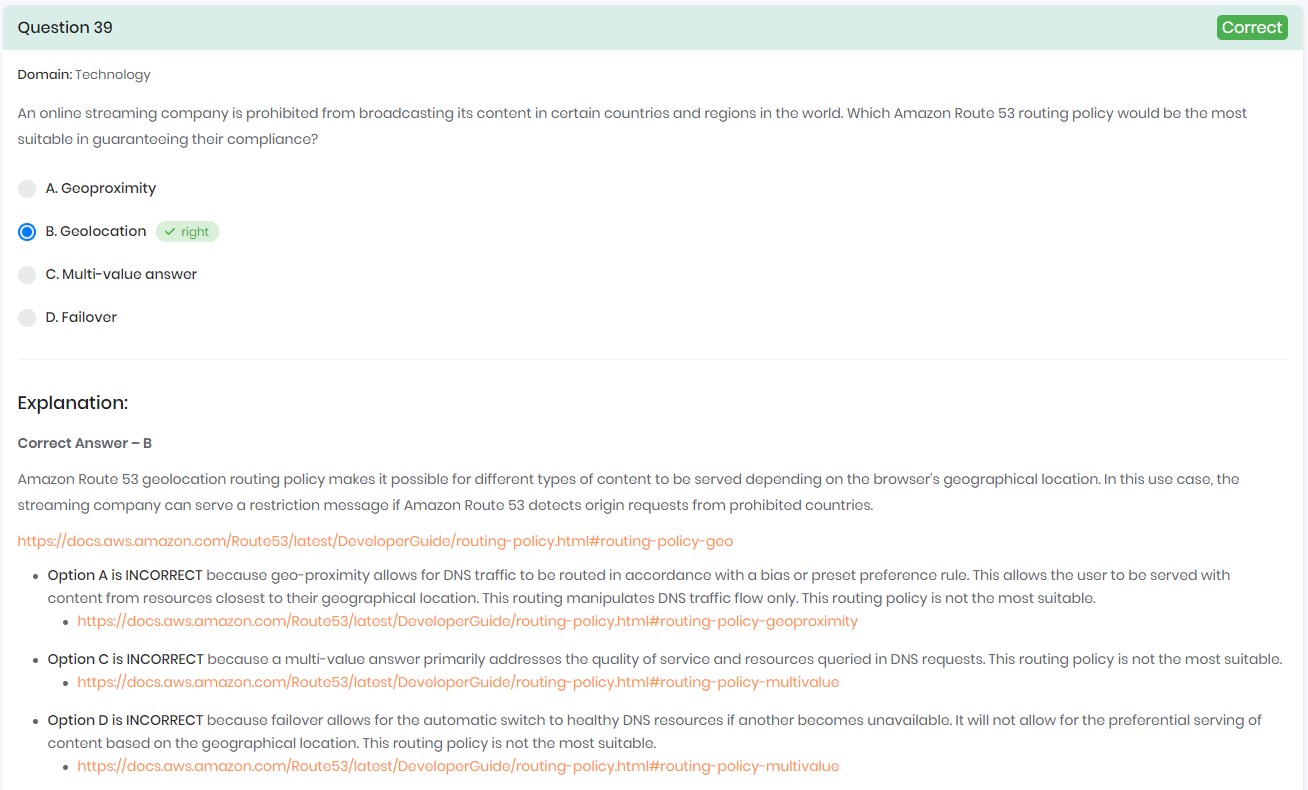 Question 39
Correct
Domain: Technology
An online streaming company is prohibited from broadcasting its content in certain countries and regions in the world. Which Amazon Route 53 routing policy would be the most
suitable in guaranteeing their compliance?
A. Geoproximity
B. Geolocation
right
C. Multi-value answer
D. Failover
Explanation:
Correct Answer – B
Amazon Route 53 geolocation routing policy makes it possible for different types of content to be served depending on the browser's geographical location. In this use case, the
streaming company can serve a restriction message if Amazon Route 53 detects origin requests from prohibited countries.
https://docs.aws.amazon.com/Route53/latest/DeveloperGuide/routing-policy.html#routing-policy-geo
Option A is INCORRECT because geo-proximity allows for DNS traffic to be routed in accordance with a bias or preset preference rule. This allows the user to be served with
content from resources closest to their geographical location. This routing manipulates DNS traffic flow only. This routing policy is not the most suitable.
https://docs.aws.amazon.com/Route53/latest/DeveloperGuide/routing-policy.html#routing-policy-geoproximity
Option C is INCORRECT because a multi-value answer primarily addresses the quality of service and resources queried in DNS requests. This routing policy is not the most suitable.
https://docs.aws.amazon.com/Route53/latest/DeveloperGuide/routing-policy.html#routing-policy-multivalue
Option D is INCORRECT because failover allows for the automatic switch to healthy DNS resources if another becomes unavailable. It will not allow for the preferential serving of
content based on the geographical location. This routing policy is not the most suitable.
https://docs.aws.amazon.com/Route53/latest/DeveloperGuide/routing-policy.html#routing-policy-multivalue